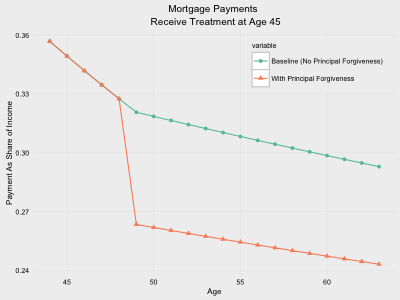 Mortgage Payments
Receive Treatment at Age 45
variable
Baseline (No Principal Forgiveness)
With Principal Forgiveness
Payment As Share of Income
0.36
0.33
0.30
0.27
0.24
45
50
55
60
Age